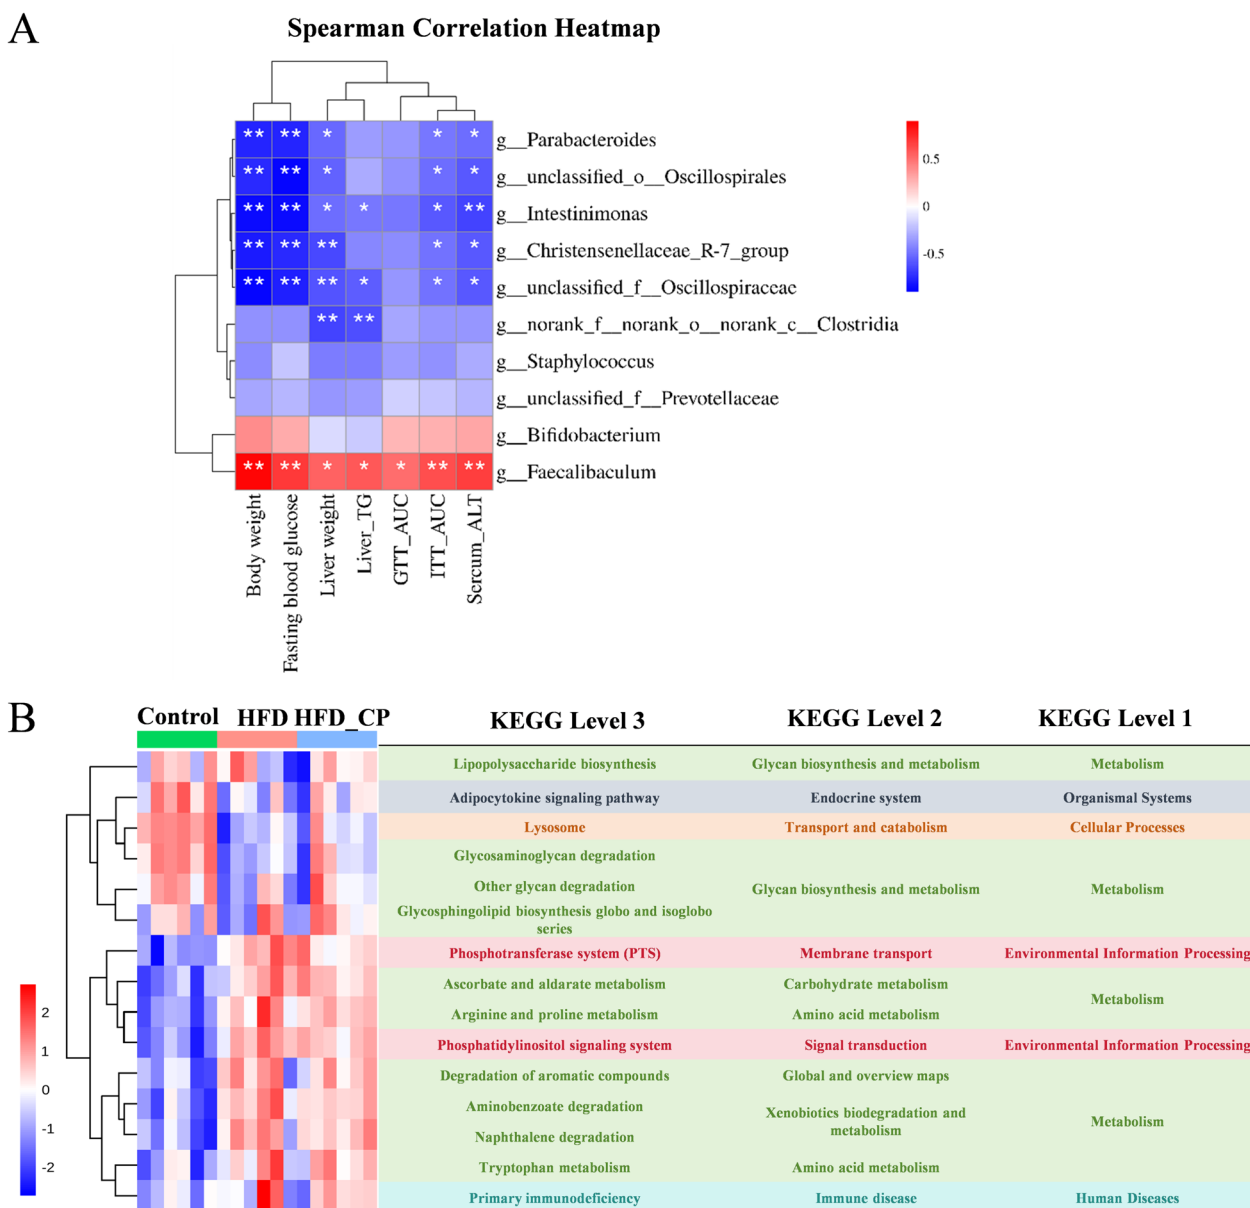 A
Spearman Correlation Heatmap
** ** * * *
g__Parabacteroides
** ** * * *
g__unclassified_o__Oscillospirales
** ** * * * **
g__Intestinimonas
** ** ** * *
g__Christensenellaceae_R-7_group
** ** ** * * *
g__unclassified_f__Oscillospiraceae
** **
g__norank_f__norank_o__norank_c__Clostridia
g__Staphylococcus
g__unclassified_f__Prevotellaceae
g__Bifidobacterium
** ** * * * ** **
g__Faecalibaculum
0.5
0
-0.5
Body weight
Fasting blood glucose
Liver weight
Liver_TG
GTT_AUC
ITT_AUC
Sercum_ALT
B
Control HFD HFD_CP
KEGG Level 3 KEGG Level 2 KEGG Level 1
Lipopolysaccharide biosynthesis Glycan biosynthesis and metabolism Metabolism
Adipocytokine signaling pathway Endocrine system Organismal Systems
Lysosome Transport and catabolism Cellular Processes
Glycosaminoglycan degradation
Other glycan degradation Glycan biosynthesis and metabolism Metabolism
Glycosphingolipid biosynthesis globo and isoglobo
series
Phosphotransferase system (PTS) Membrane transport Environmental Information Processing
Ascorbate and aldarate metabolism Carbohydrate metabolism
Metabolism
Arginine and proline metabolism Amino acid metabolism
Phosphatidylinositol signaling system Signal transduction Environmental Information Processing
Degradation of aromatic compounds Global and overview maps
Aminobenzoate degradation
Xenobiotics biodegradation and
metabolism
Metabolism
Naphthalene degradation
Tryptophan metabolism Amino acid metabolism
Primary immunodeficiency Immune disease Human Diseases
2
1
0
-1
-2